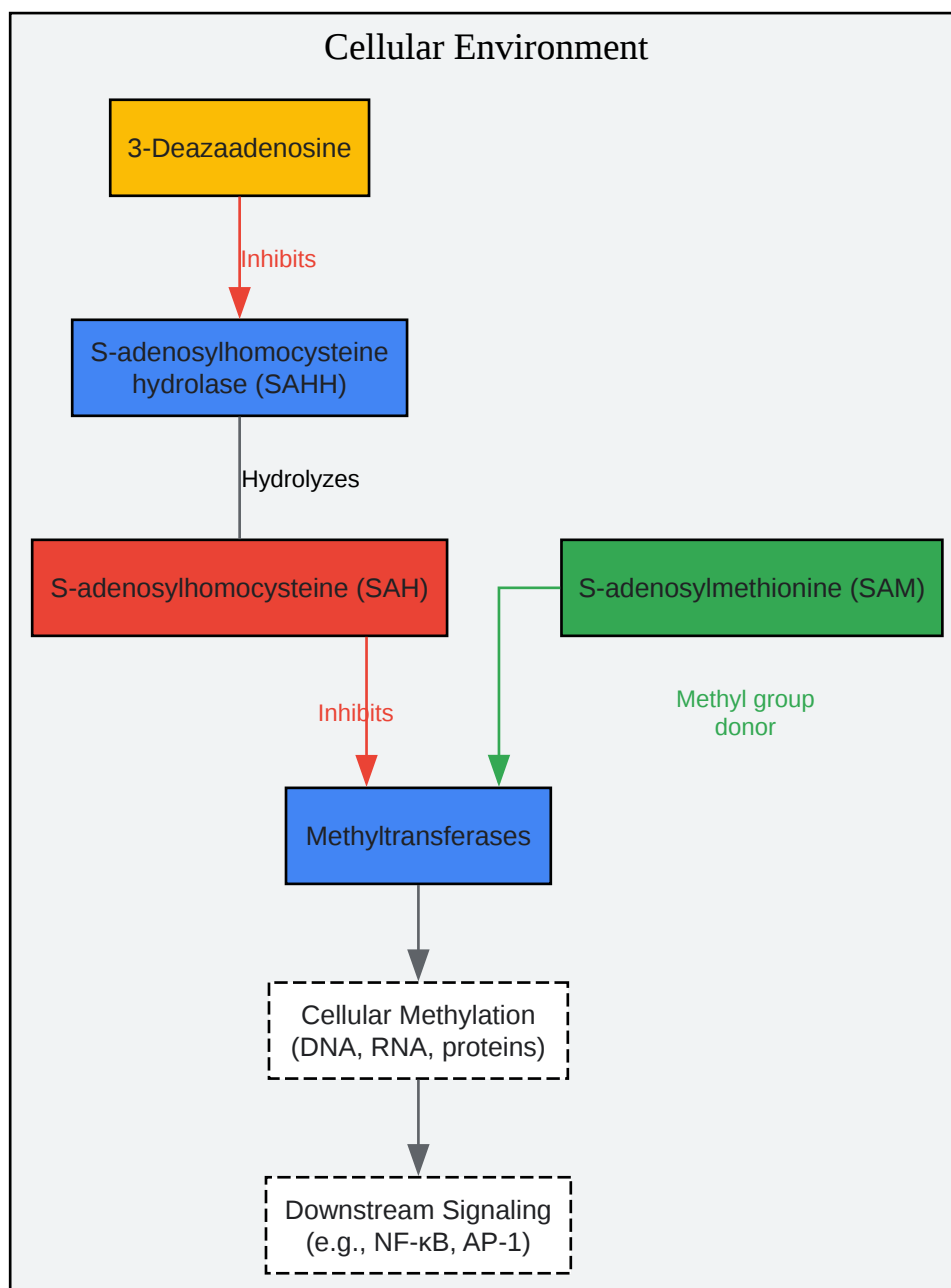 Cellular Environment
3-Deazaadenosine
Inhibits
S-adenosylhomocysteine
hydrolase (SAHH)
Hydrolyzes
S-adenosylhomocysteine (SAH)
S-adenosylmethionine (SAM)
Inhibits
Methyl group
donor
Methyltransferases
Cellular Methylation
(DNA, RNA, proteins)
Downstream Signaling
(e.g., NF-κB, AP-1)